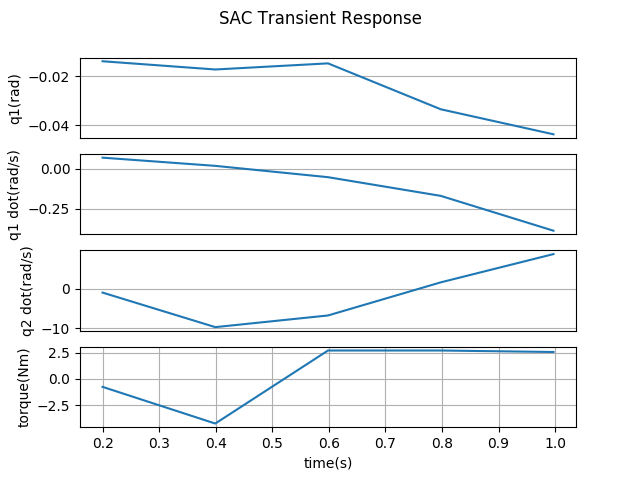 SAC Transient Response
q1(rad)
−0.02
−0.04
q1 dot(rad/s)
0.00
−0.25
q2 dot(rad/s)
0
−10
torque(Nm)
2.5
0.0
−2.5
0.2 0.3 0.4 0.5 0.6 0.7 0.8 0.9 1.0
time(s)